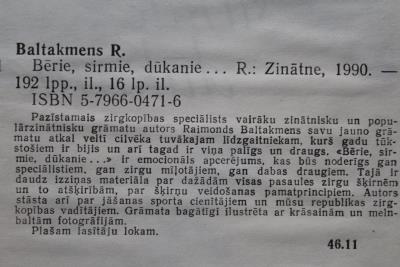 Baltakmens R.
Bērie, sirmie, dūkanie... R.: Zinātne, 1990. —
192 lpp., il., 16 lp. il.
ISBN 5-7966-0471-6
Pazīstamais zirgkopības speciālists vairāku zinātnisku un popu-
lārzinātnisku grāmatu autors Raimonds Baltakmens savu jauno grā-
matu atkal velti cilvēka tuvākajam līdzgaitniekam, kurš gadu tūk-
stošiem ir bijis un arī tagad ir viņa palīgs un draugs. «Bērie, sir-
mie, dūkanie...» ir emocionāls apcerējums, kas būs noderīgs gan
speciālistiem, gan zirgu mīļotājiem, gan dabas draugiem. Tajā ir
daudz izziņas materiāla par dažādām visas pasaules zirgu šķirnēm
un to atšķirībām, par šķirņu veidošanas pamatprincipiem. Autors
stāsta arī par jāšanas sporta cienītājiem un mūsu republikas zirg-
kopības vadītājiem. Grāmata bagātīgi ilustrēta ar krāsainām un meln-
baltām fotogrāfijām.
Plašam lasītāju lokam.
46.11